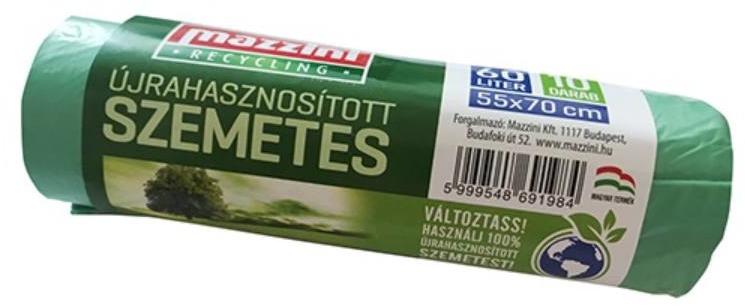 mazzini
• RECYCLING •
ÚJRAHASZNOSÍTOTT
SZEMETES
60
LITER
10
DARAB
55x70 cm
Forgalmazó: Mazzini Kft. 1117 Budapest,
Budafoki út 52. www.mazzini.hu
5 999548 691984
MAGYAR TERMÉK
VÁLTOZTASS!
HASZNÁLJ 100%
ÚJRAHASZNOSÍTOTT
SZEMETEST!